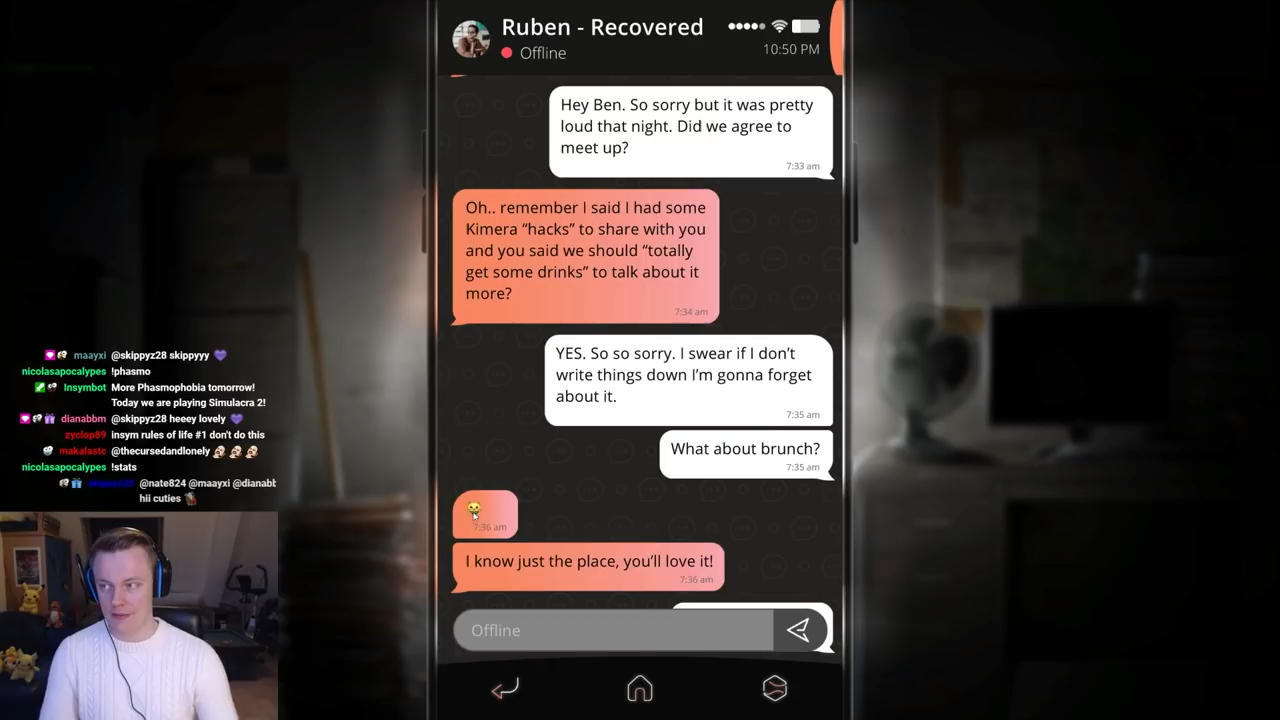 Ruben - Recovered
Offline
10:50 PM
Hey Ben. So sorry but it was pretty
loud that night. Did we agree to
meet up?
7:33 am
Oh.. remember I said I had some
Kimera “hacks” to share with you
and you said we should “totally
get some drinks” to talk about it
more?
7:34 am
YES. So so sorry. I swear if I don’t
write things down I’m gonna forget
about it.
7:35 am
What about brunch?
7:35 am
7:36 am
I know just the place, you’ll love it!
7:36 am
Offline
maayxi @skippyz28 skippyyy
nicolasapocalypes !phasmo
Insymbot More Phasmophobia tomorrow!
Today we are playing Simulacra 2!
dianabbm @skippyz28 heeey lovely
zyclop89 insym rules of life #1 don't do this
makalastc @thecursedandlonely
nicolasapocalypes !stats
@nate824 @maayxi @dianabt
hii cuties